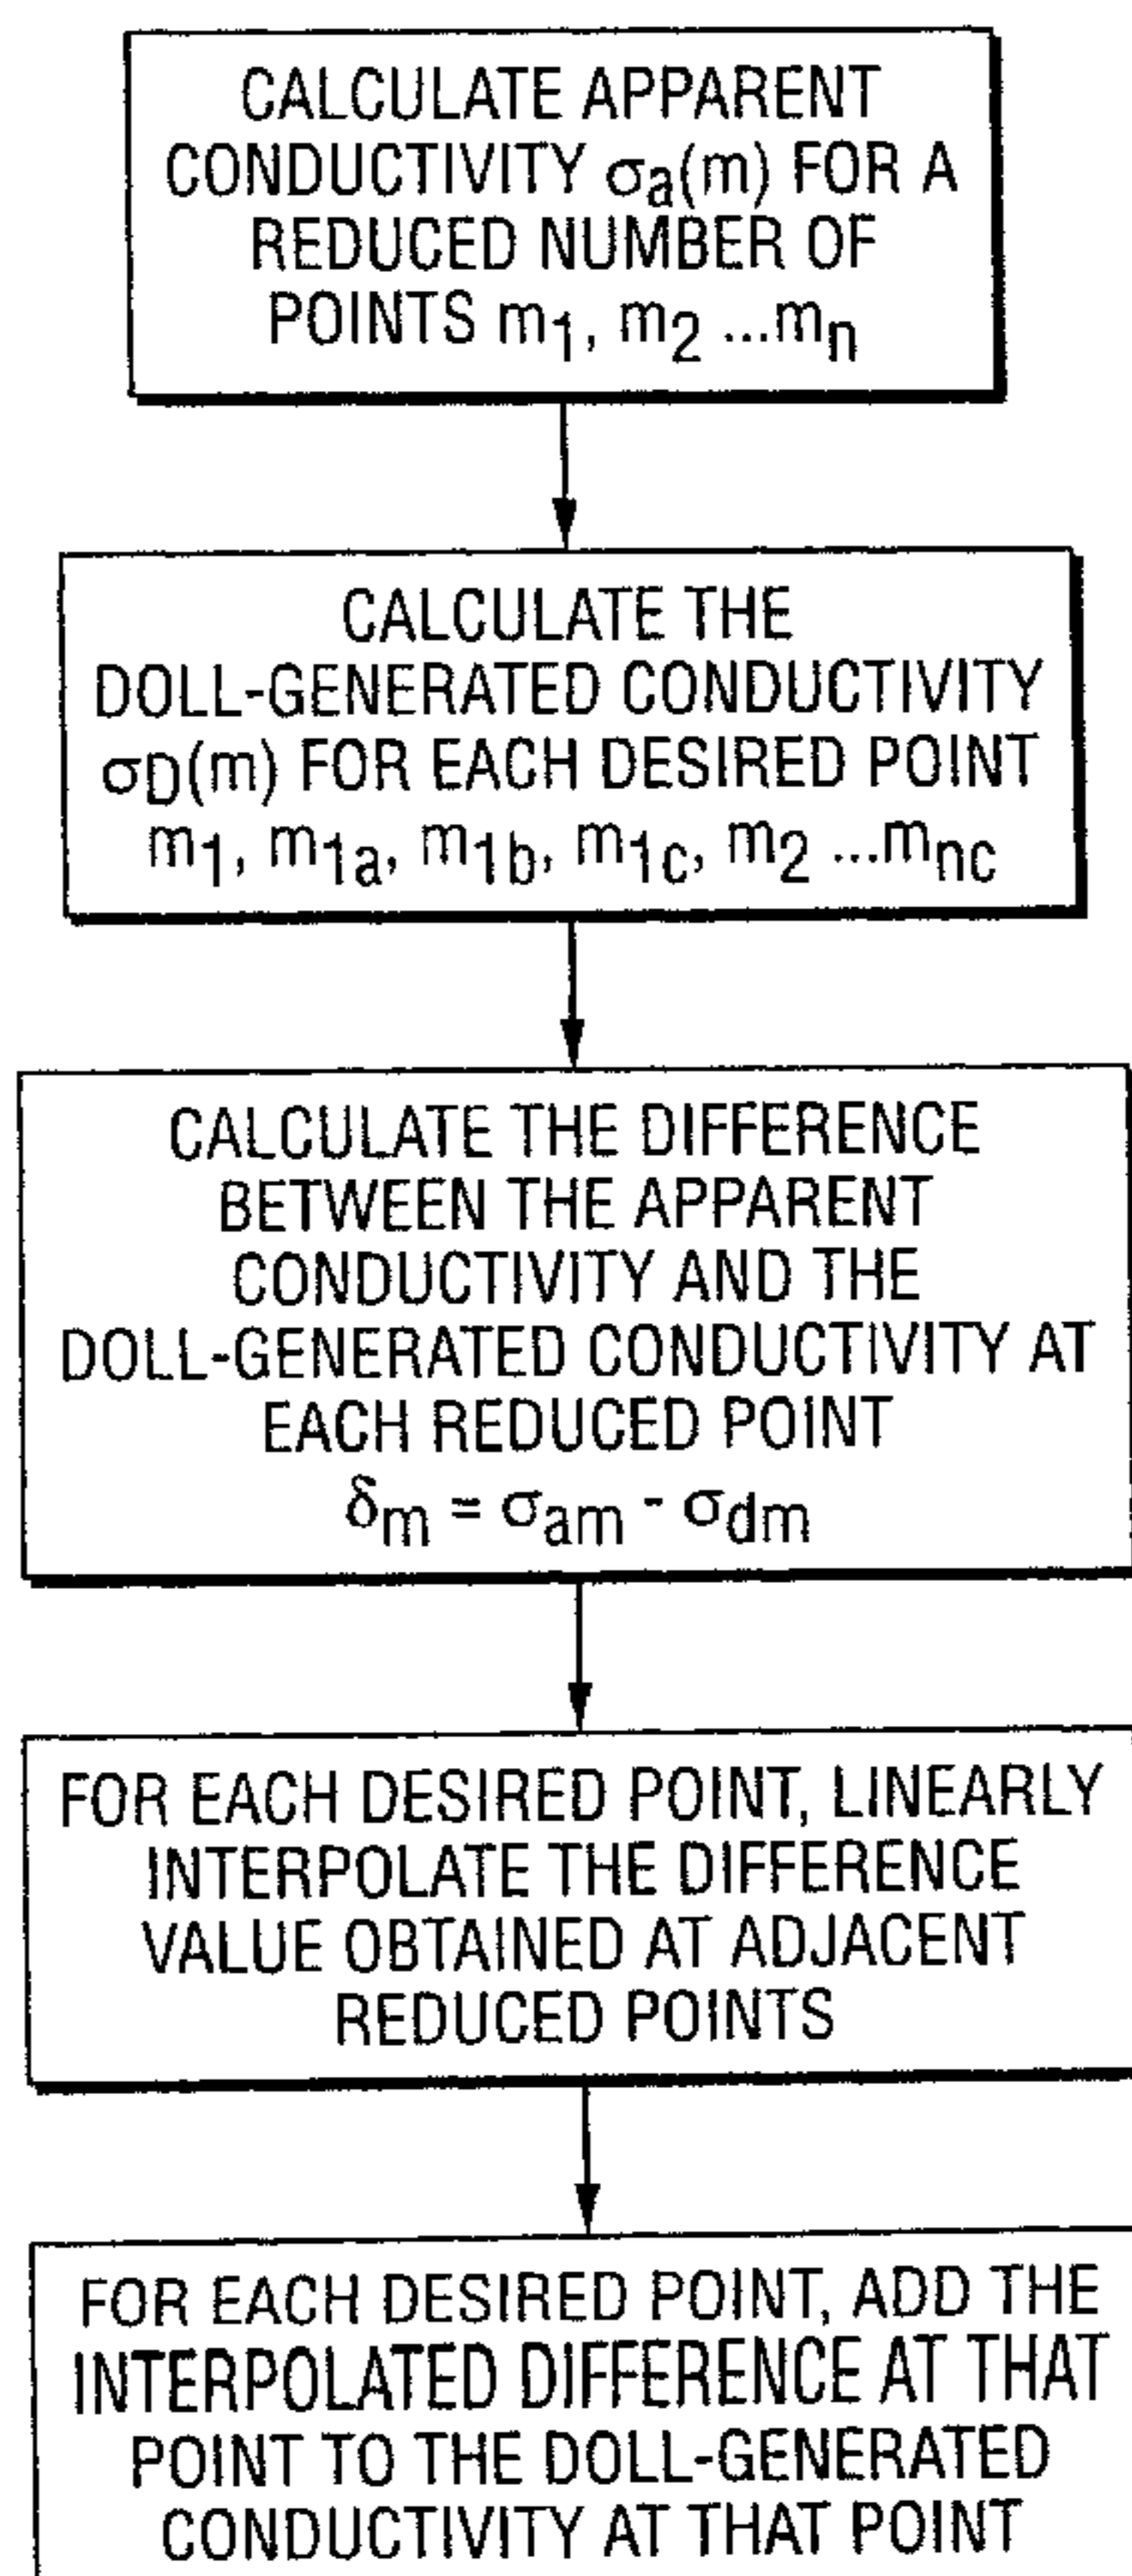 CALCULATE APPARENT
CONDUCTIVITY σa(m) FOR A
REDUCED NUMBER OF
POINTS m1, m2 ...mn
CALCULATE THE
DOLL-GENERATED CONDUCTIVITY
σD(m) FOR EACH DESIRED POINT
m1, m1a, m1b, m1c, m2 ...mnc
CALCULATE THE DIFFERENCE
BETWEEN THE APPARENT
CONDUCTIVITY AND THE
DOLL-GENERATED CONDUCTIVITY AT
EACH REDUCED POINT
δm = σam - σdm
FOR EACH DESIRED POINT, LINEARLY
INTERPOLATE THE DIFFERENCE
VALUE OBTAINED AT ADJACENT
REDUCED POINTS
FOR EACH DESIRED POINT, ADD THE
INTERPOLATED DIFFERENCE AT THAT
POINT TO THE DOLL-GENERATED
CONDUCTIVITY AT THAT POINT